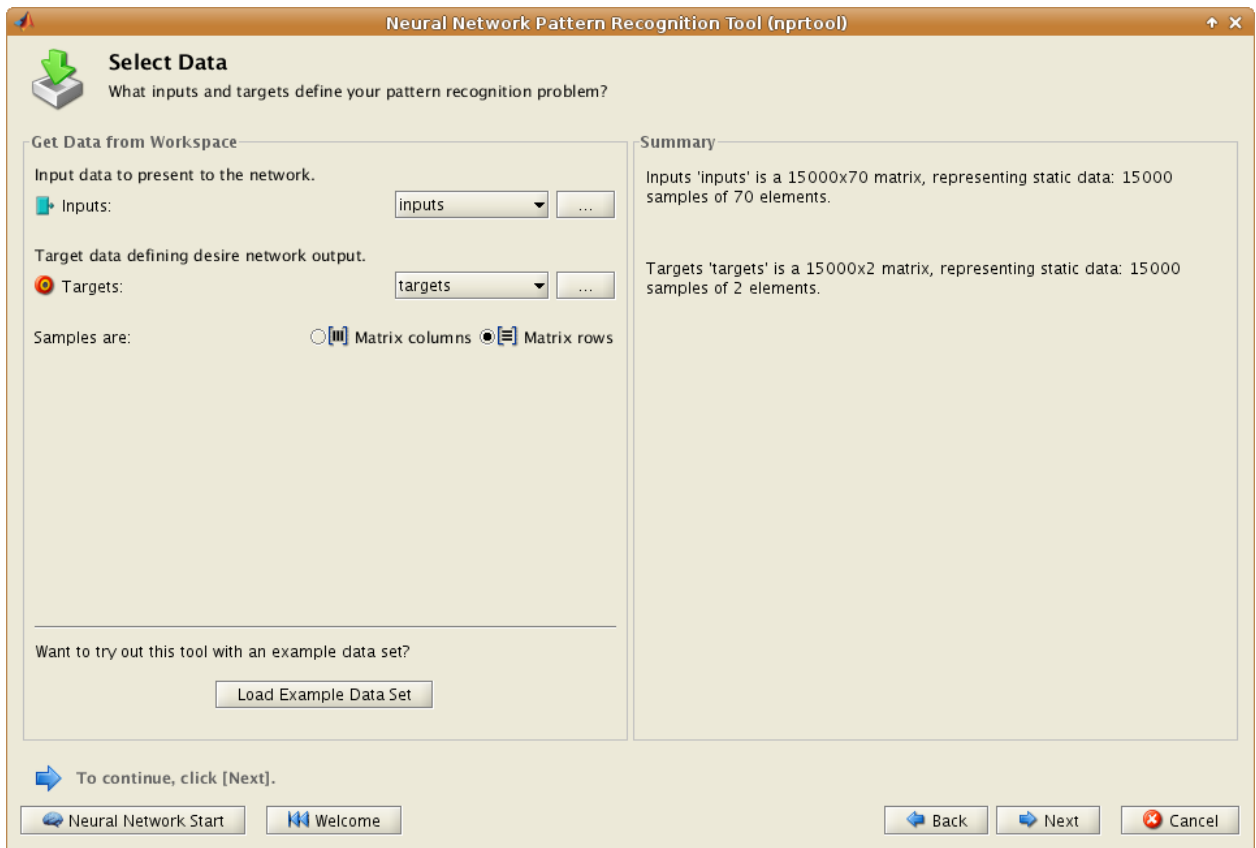 Neural Network Pattern Recognition Tool (nprtool)
Select Data
What inputs and targets define your pattern recognition problem?
Get Data from Workspace
Input data to present to the network.
Inputs:
inputs
...
Target data defining desire network output.
Targets:
targets
...
Samples are:
Matrix columns
Matrix rows
Want to try out this tool with an example data set?
Load Example Data Set
Summary
Inputs 'inputs' is a 15000x70 matrix, representing static data: 15000
samples of 70 elements.
Targets 'targets' is a 15000x2 matrix, representing static data: 15000
samples of 2 elements.
To continue, click [Next].
Neural Network Start
Welcome
Back
Next
Cancel